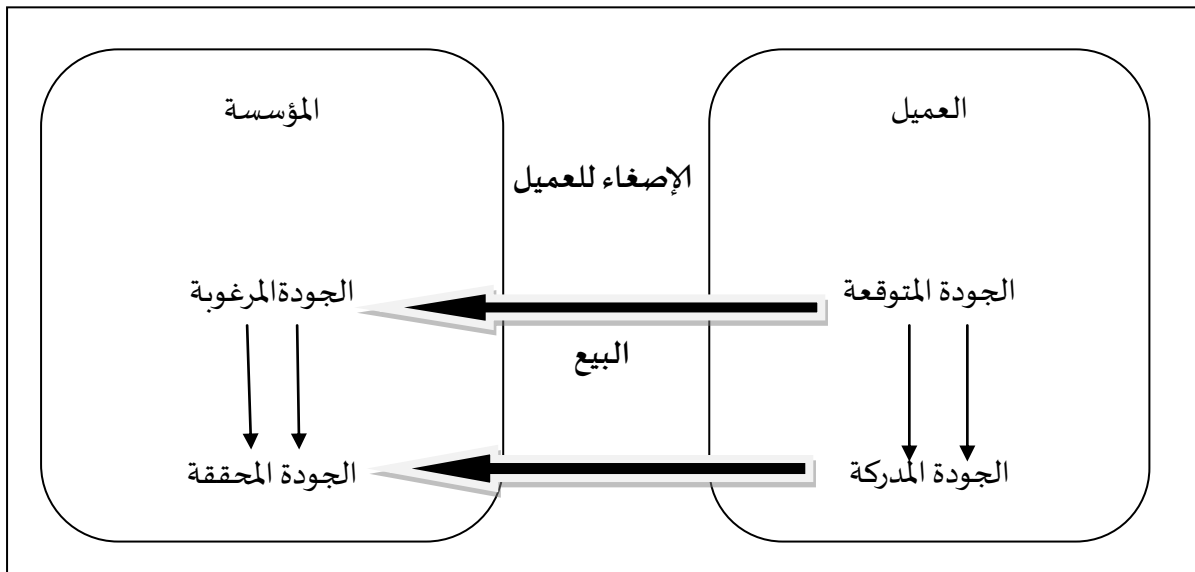 العميل
المؤسسة
الإصغاء للعميل
الجودة المتوقعة
الجودةالمرغوبة
البيع
الجودة المدركة
الجودة المحققة